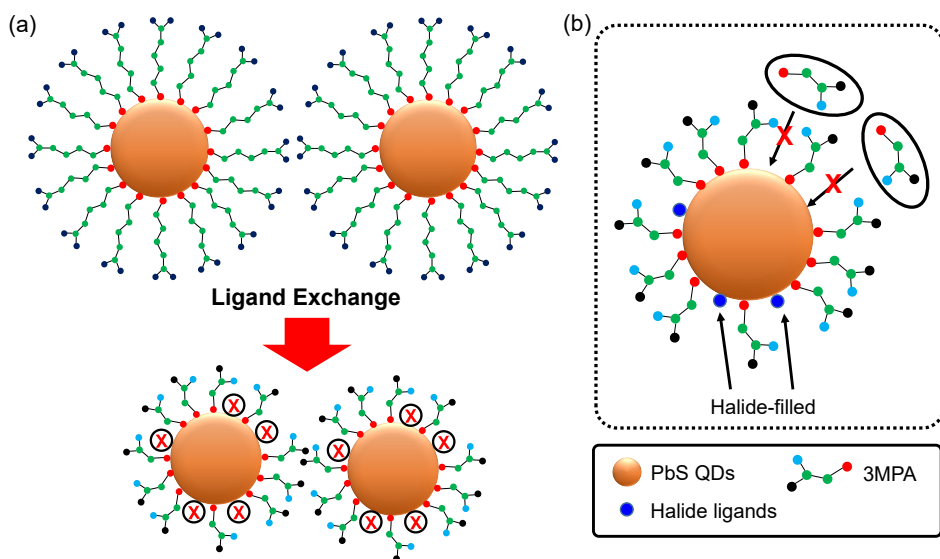 (a)
(b)
X
X
Ligand Exchange
X
X
X
X
X
X
X
X
X
X
Halide-filled
PbS QDs
3MPA
Halide ligands